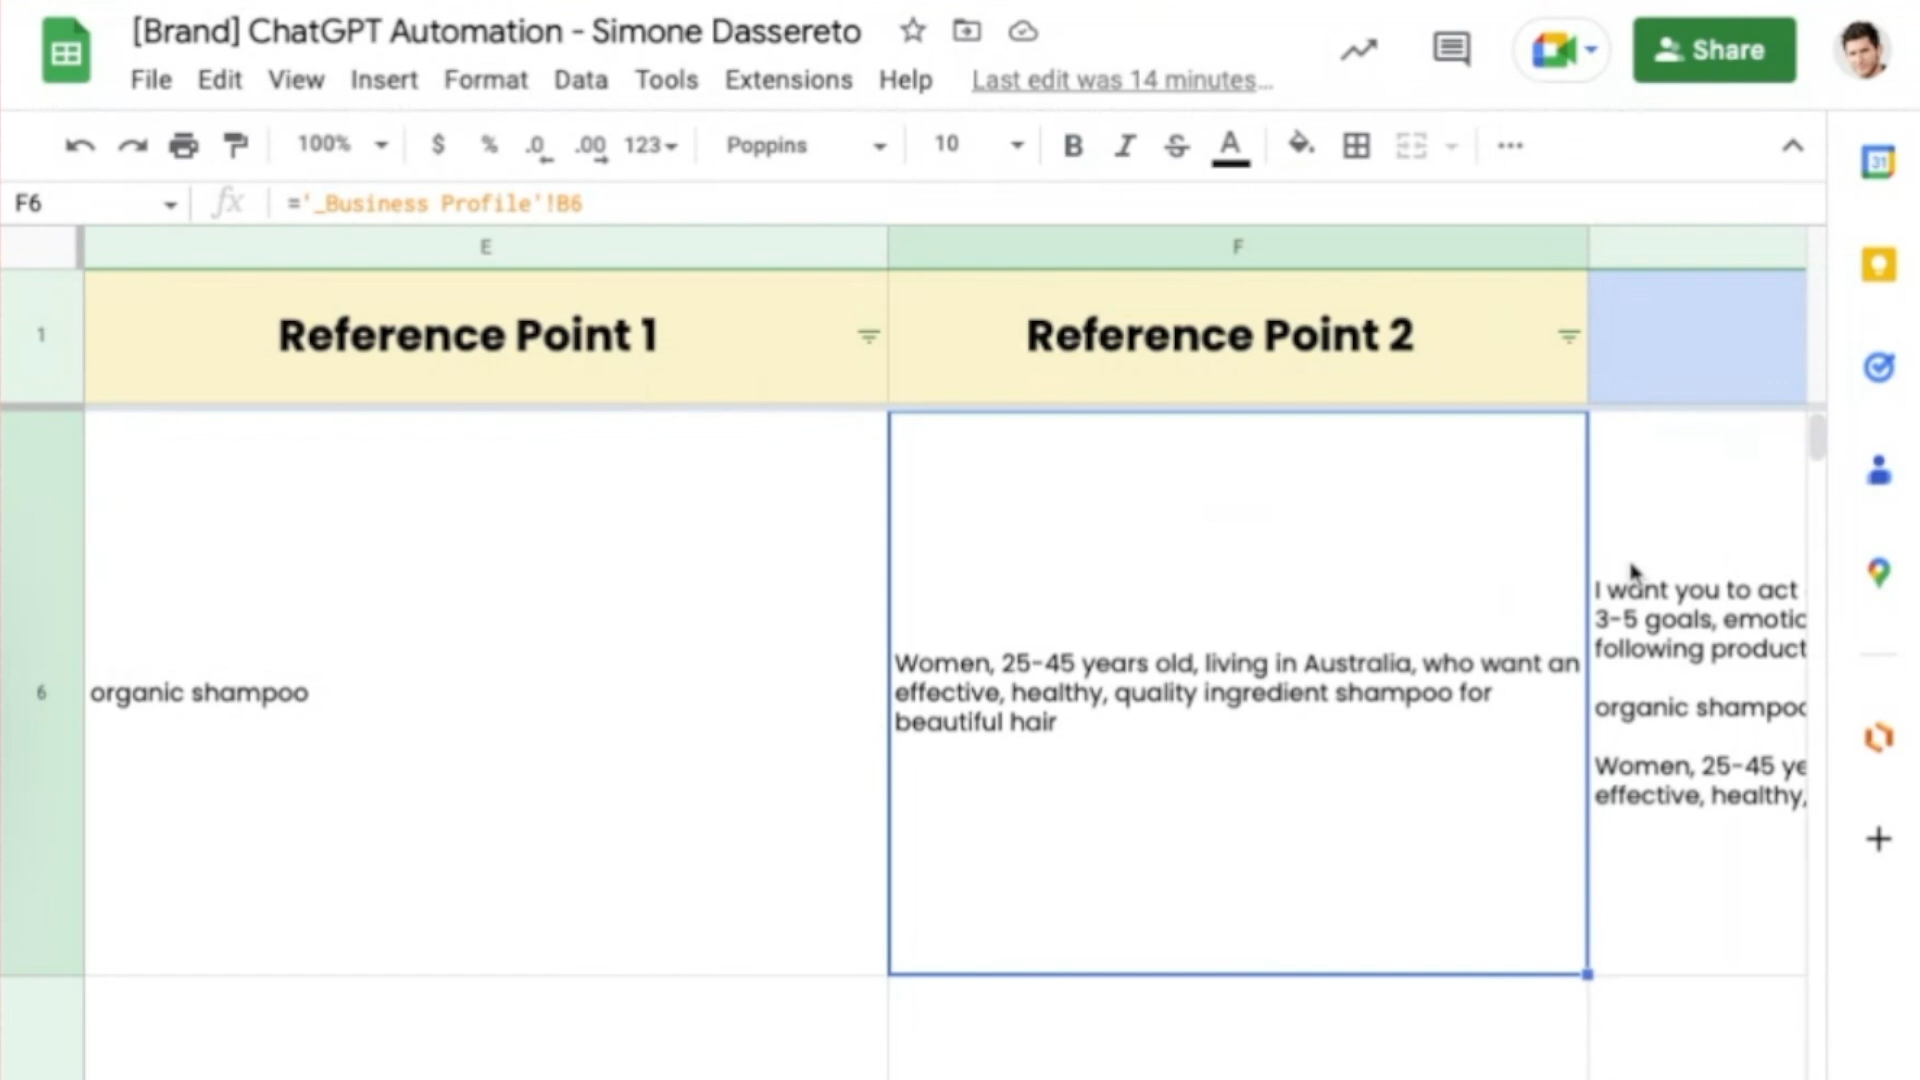 [Brand] ChatGPT Automation - Simone Dassereto
File Edit View Insert Format Data Tools Extensions Help Last edit was 14 minutes...
Share
100% $ % .0 .00 123 Poppins 10 B I S A ...
31
F6 fx ='_Business Profile'!B6
E F
1 Reference Point 1 Reference Point 2
6 organic shampoo
Women, 25-45 years old, living in Australia, who want an
effective, healthy, quality ingredient shampoo for
beautiful hair
I want you to act
3-5 goals, emotio
following product
organic shampoo
Women, 25-45 ye
effective, healthy,